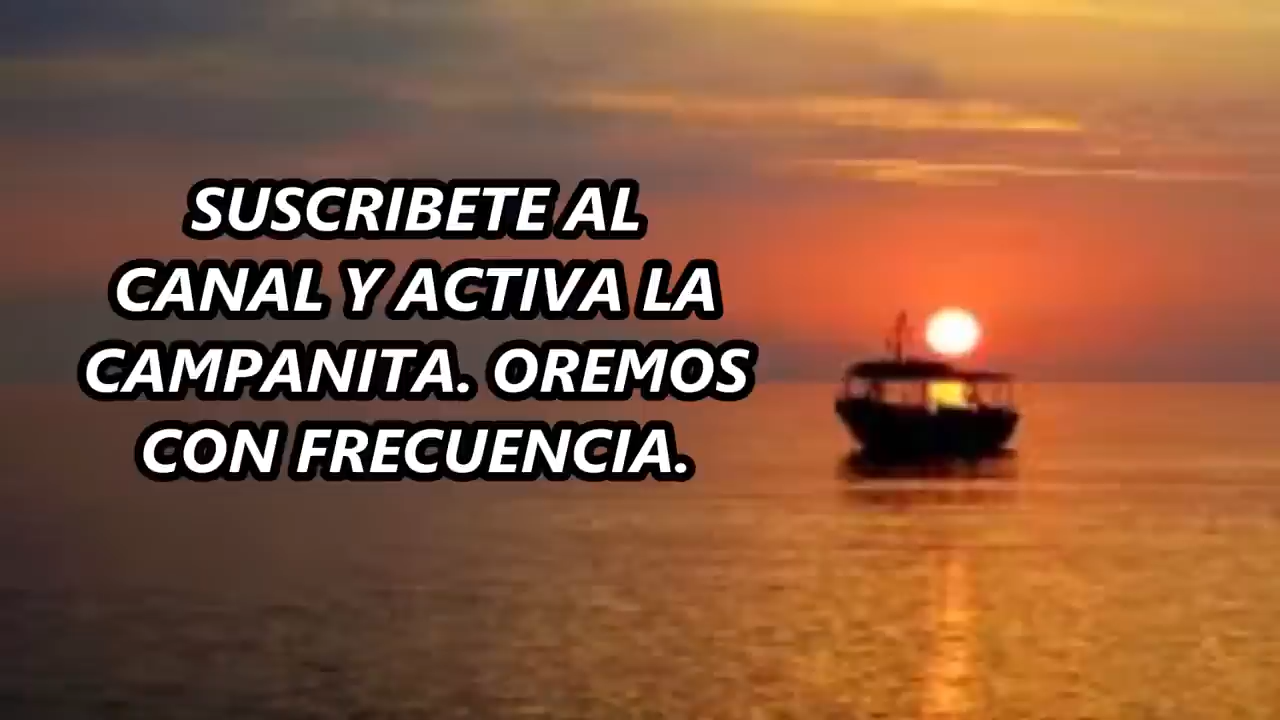 SUSCRIBETE AL
CANAL Y ACTIVA LA
CAMPANITA. OREMOS
CON FRECUENCIA.